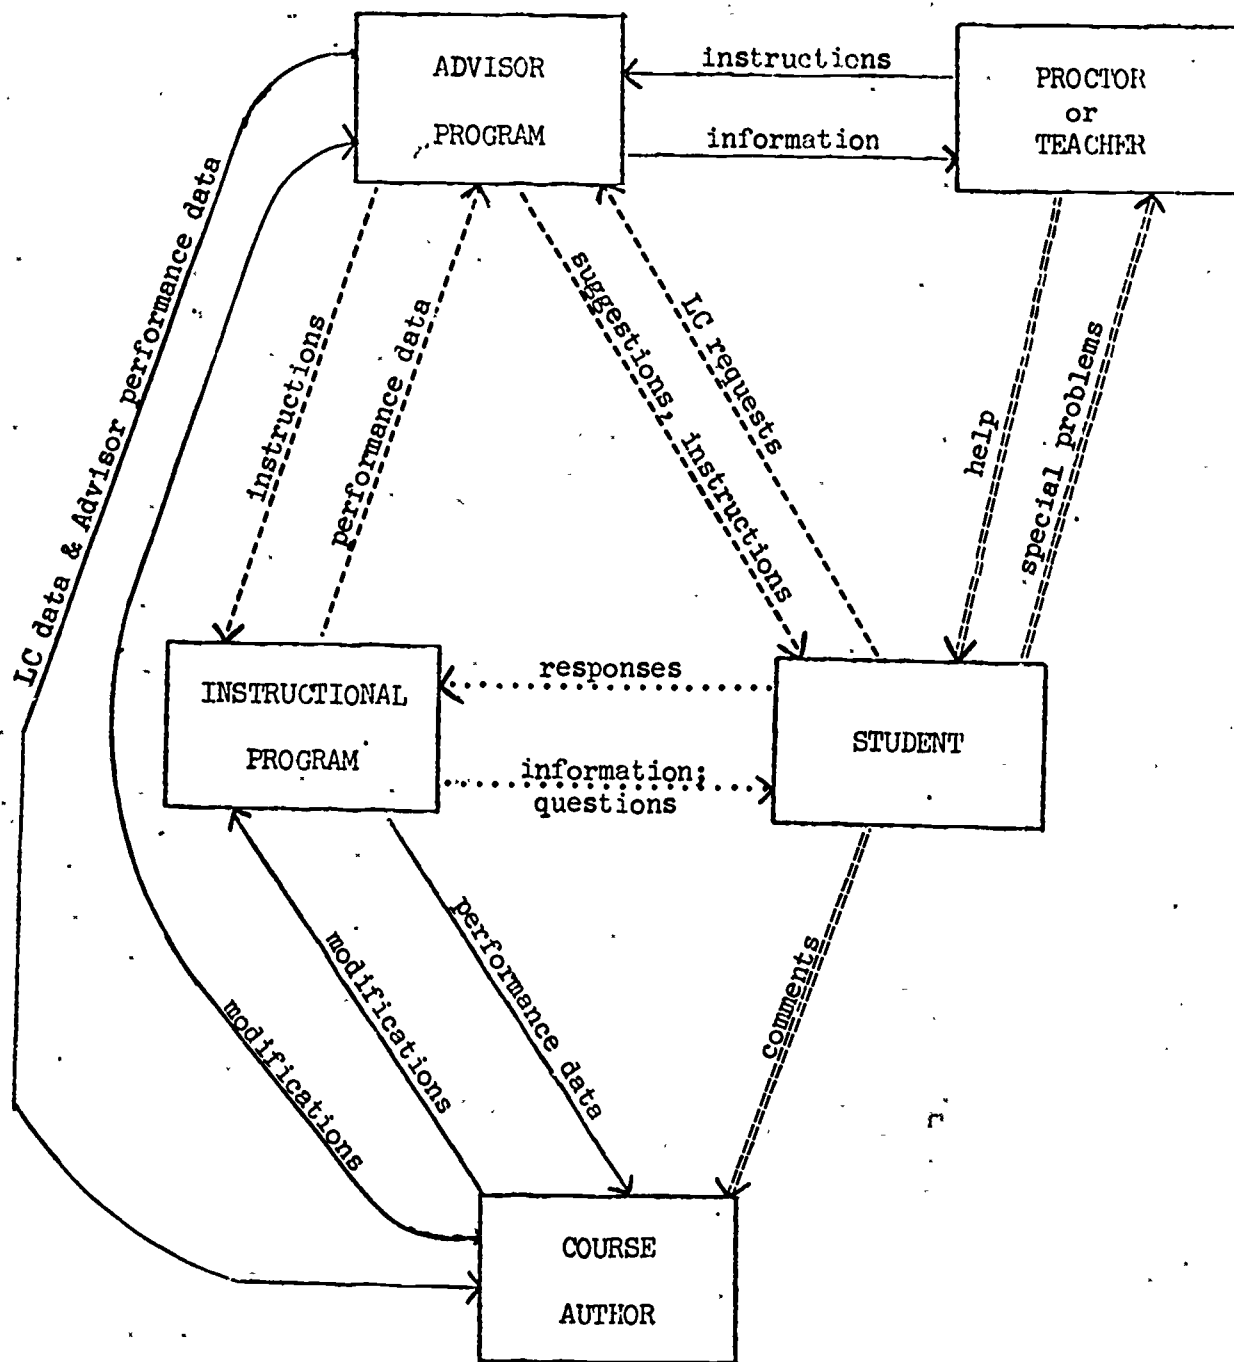 ADVISOR
PROGRAM
instructions
information
PROCTOR
or
TEACHER
LC data & Advisor performance data
instructions
performance data
suggestions, instructions
LC requests
help
special problems
INSTRUCTIONAL
PROGRAM
responses
information;
questions
STUDENT
modifications
modifications
performance data
comments
COURSE
AUTHOR